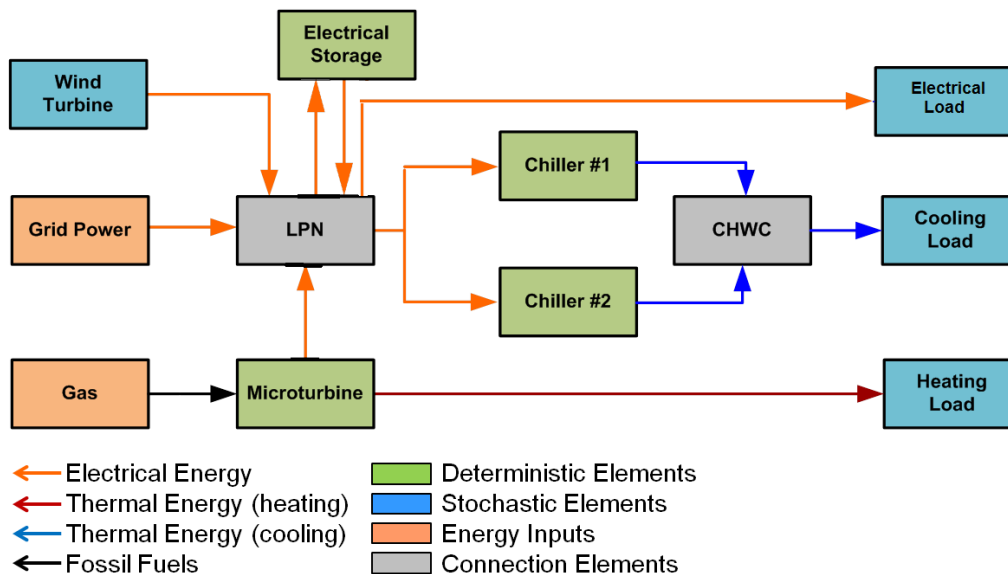 Electrical
Storage
Wind
Turbine
Electrical
Load
Chiller #1
Grid Power
LPN
CHWC
Cooling
Load
Chiller #2
Gas
Microturbine
Heating
Load
Electrical Energy
Thermal Energy (heating)
Thermal Energy (cooling)
Fossil Fuels
Deterministic Elements
Stochastic Elements
Energy Inputs
Connection Elements